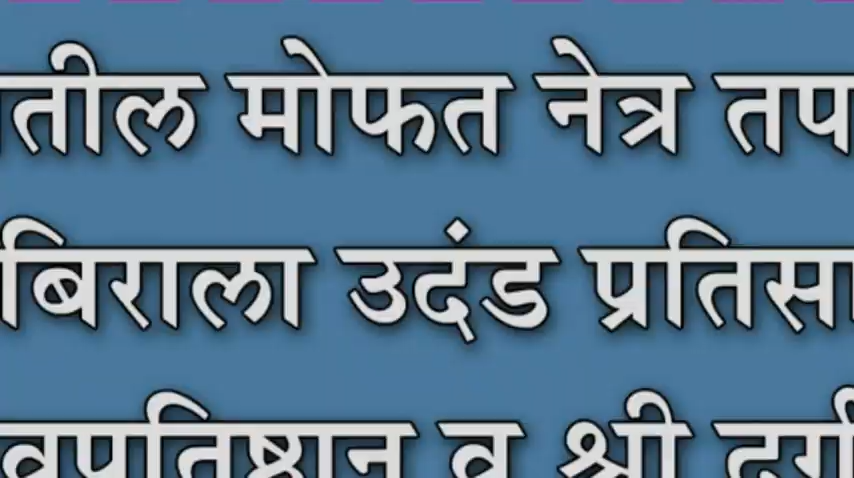 तील मोफत नेत्र तप
बिराला उदंड प्रतिसा
व श्री